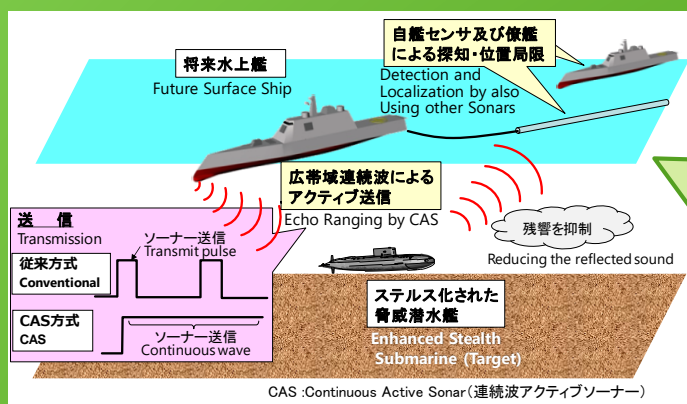 自艦センサ及び僚艦
による探知・位置局限
Detection and
Localization by also
Using other Sonars
将来水上艦
Future Surface Ship
広帯域連続波による
アクティブ送信
Echo Ranging by CAS
残響を抑制
Reducing the reflected sound
送 信
Transmission
ソーナー送信
Transmit pulse
従来方式
Conventional
CAS方式
CAS
ソーナー送信
Continuous wave
ステルス化された
脅威潜水艦
Enhanced Stealth
Submarine (Target)
CAS :Continuous Active Sonar(連続波アクティブソーナー)